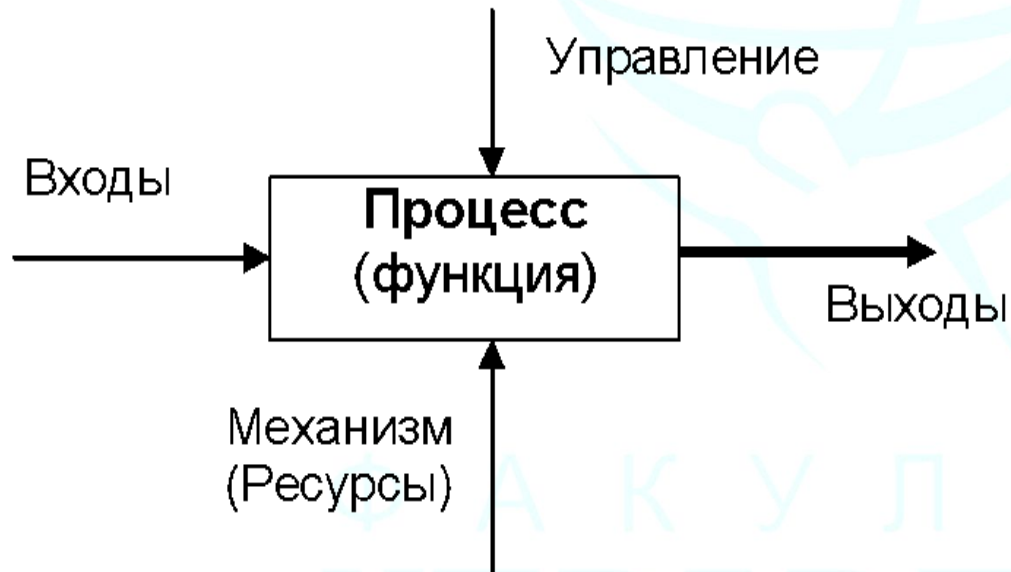 Управление
Входы
Процесс
(функция)
Выходы
Механизм
(Ресурсы)
Ф А К У Л